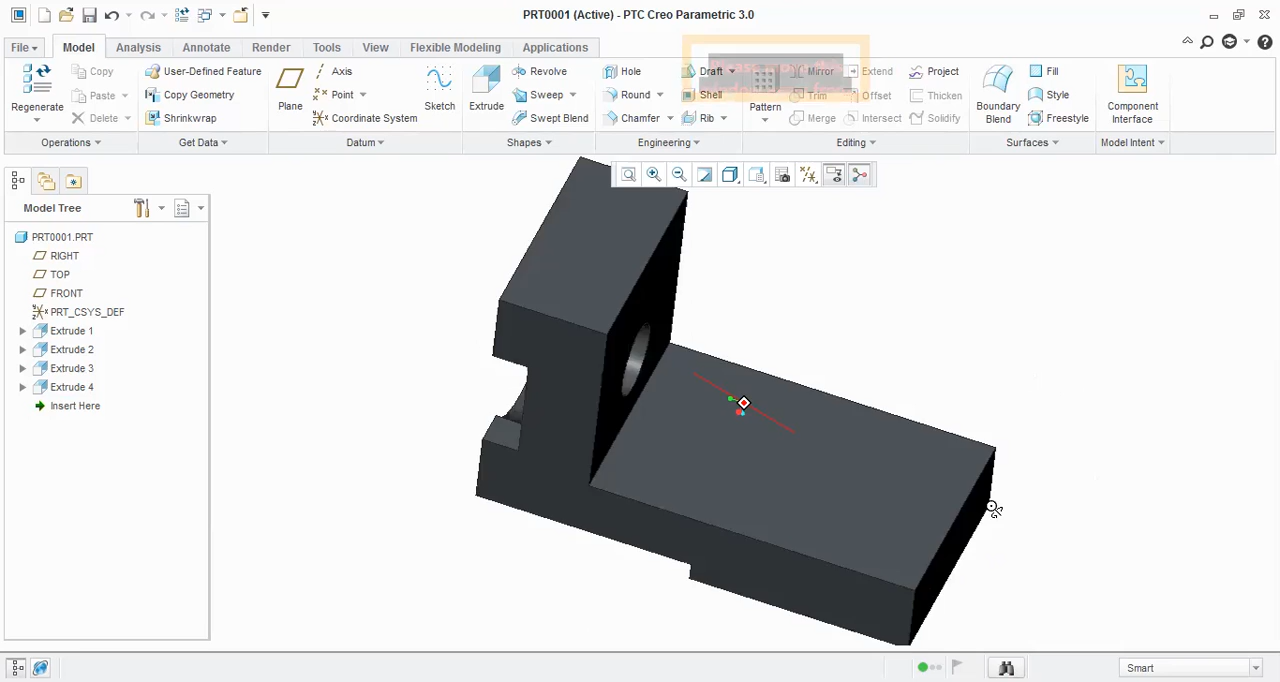 PRT0001 (Active) - PTC Creo Parametric 3.0
File Model Analysis Annotate Render Tools View Flexible Modeling Applications
Regenerate
Copy
Paste
Delete
Operations
User-Defined Feature
Copy Geometry
Shrinkwrap
Get Data
Plane
Axis
Point
Coordinate System
Sketch
Datum
Extrude
Revolve
Sweep
Swept Blend
Shapes
Hole
Round
Chamfer
Draft
Shell
Rib
Engineering
Pattern
Mirror
Trim
Merge
Extend
Offset
Intersect
Project
Thicken
Solidify
Editing
Boundary
Blend
Fill
Style
Freestyle
Surfaces
Component
Interface
Model Intent
Model Tree
PRT0001.PRT
RIGHT
TOP
FRONT
PRT_CSYS_DEF
Extrude 1
Extrude 2
Extrude 3
Extrude 4
Insert Here
Smart